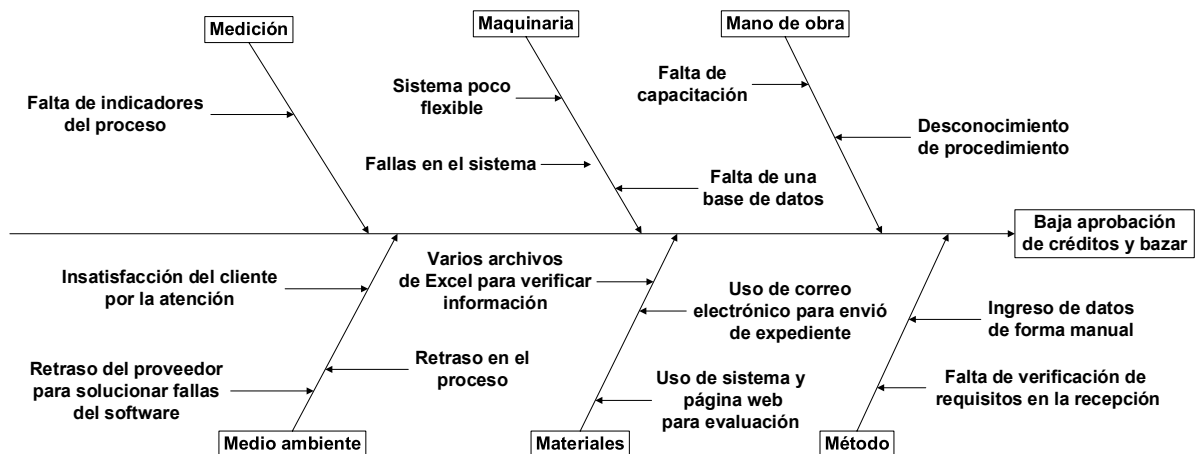 Medición
Maquinaria
Mano de obra
Falta de indicadores
del proceso
Sistema poco
flexible
Fallas en el sistema
Falta de una
base de datos
Falta de
capacitación
Desconocimiento
de procedimiento
Baja aprobación
de créditos y bazar
Insatisfacción del cliente
por la atención
Retraso del proveedor
para solucionar fallas
del software
Retraso en el
proceso
Varios archivos
de Excel para verificar
información
Uso de correo
electrónico para envió
de expediente
Uso de sistema y
página web
para evaluación
Ingreso de datos
de forma manual
Falta de verificación de
requisitos en la recepción
Medio ambiente
Materiales
Método